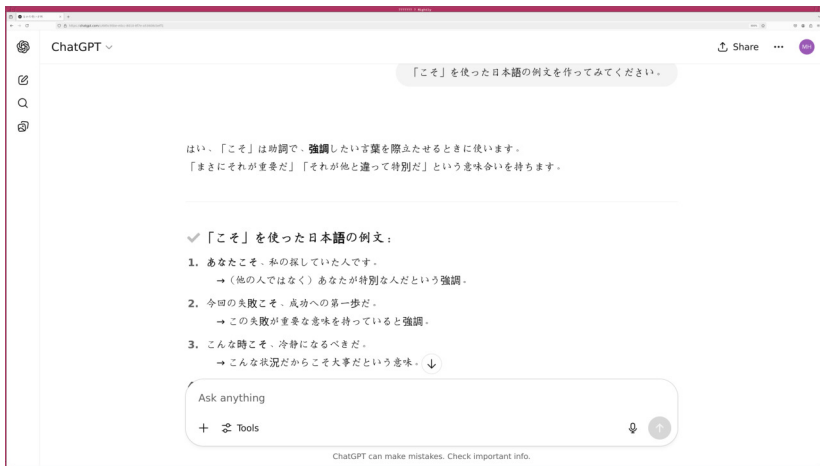 ChatGPT
Share
MH
「こそ」を使った日本語の例文を作ってみてください。
はい、「こそ」は助詞で、強調したい言葉を際立たせるときに使います。
「まさにそれが重要だ」「それが他と違って特別だ」という意味合いを持ちます。
「こそ」を使った日本語の例文：
1. あなたこそ、私の探していた人です。
→（他の人ではなく）あなたが特別な人だという強調。
2. 今回の失敗こそ、成功への第一歩だ。
→ この失敗が重要な意味を持っていると強調。
3. こんな時こそ、冷静になるべきだ。
→ こんな状況だからこそ大事だという意味。
Ask anything
Tools
ChatGPT can make mistakes. Check important info.